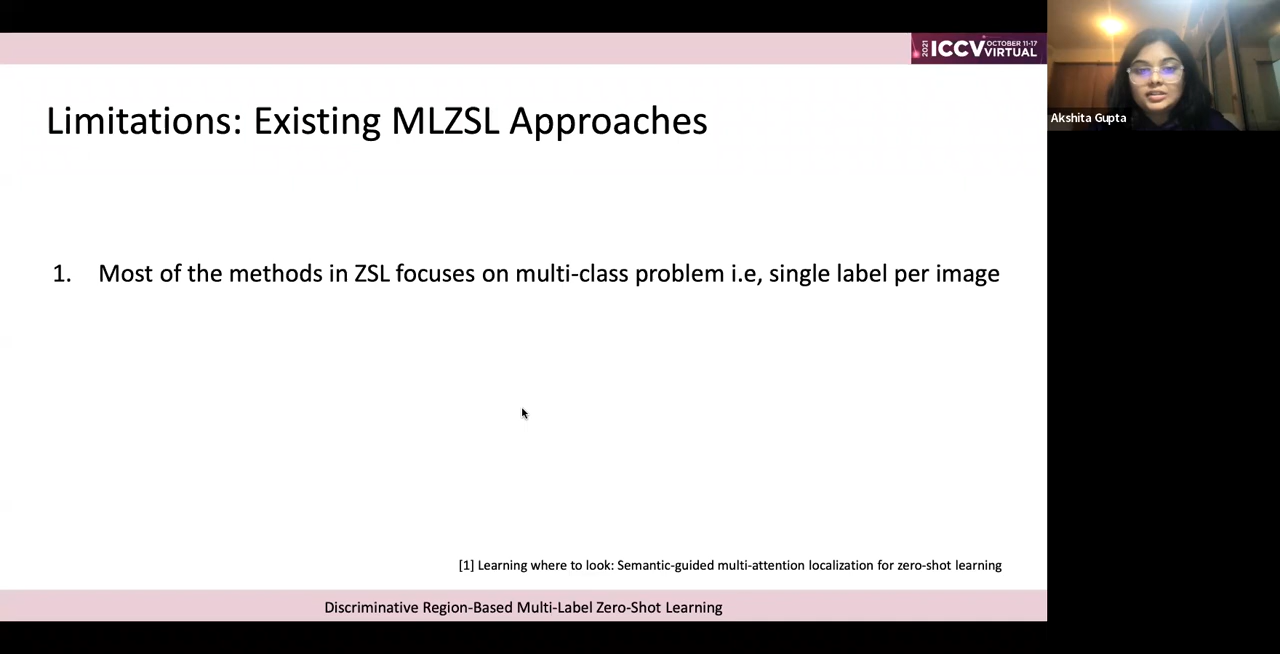 2021 ICCV OCTOBER 11-17 VIRTUAL
Limitations: Existing MLZSL Approaches
Akshita Gupta
1. Most of the methods in ZSL focuses on multi-class problem i.e, single label per image
[1] Learning where to look: Semantic-guided multi-attention localization for zero-shot learning
Discriminative Region-Based Multi-Label Zero-Shot Learning